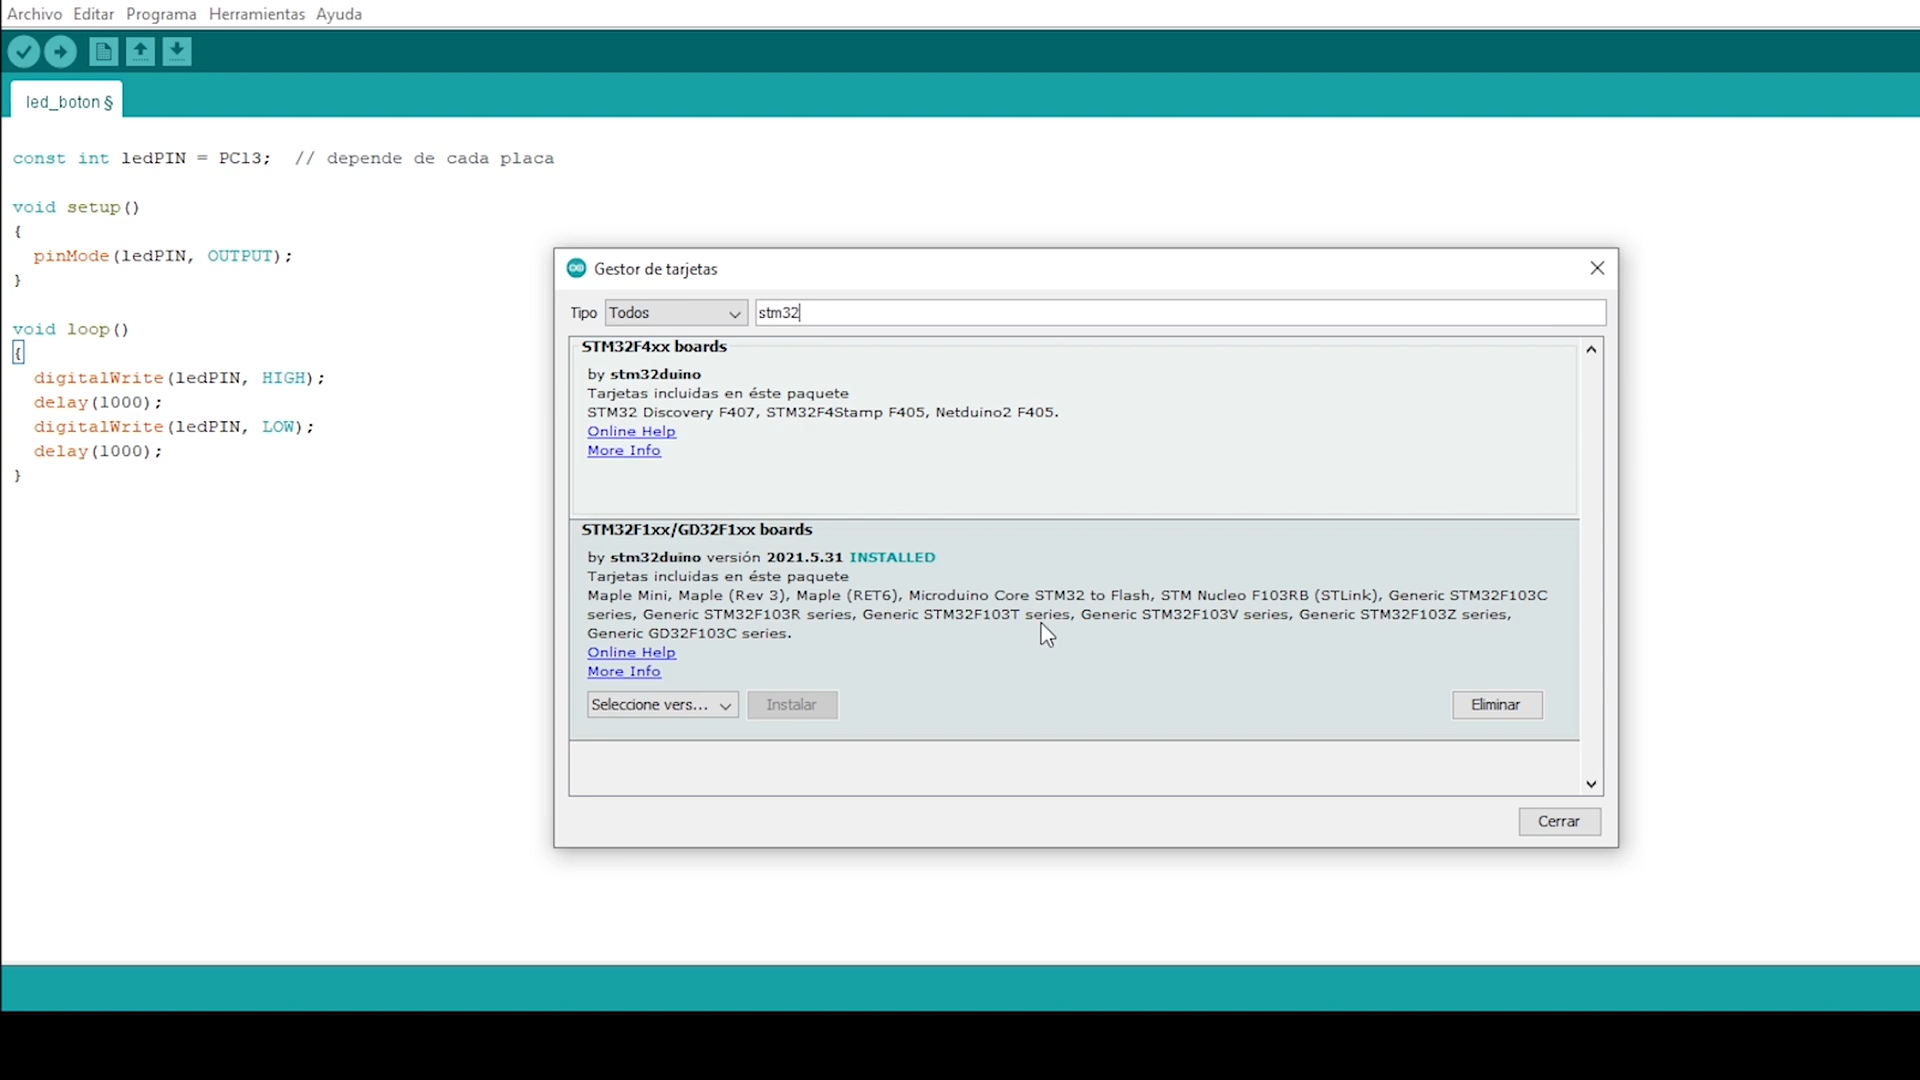 Archivo Editar Programa Herramientas Ayuda
led_boton §
const int ledPIN = PC13;  // depende de cada placa
void setup()
{
pinMode(ledPIN, OUTPUT);
}
void loop()
{
digitalWrite(ledPIN, HIGH);
delay(1000);
digitalWrite(ledPIN, LOW);
delay(1000);
}
Gestor de tarjetas
Tipo Todos stm32
STM32F4xx boards
by stm32duino
Tarjetas incluidas en éste paquete
STM32 Discovery F407, STM32F4Stamp F405, Netduino2 F405.
Online Help
More Info
STM32F1xx/GD32F1xx boards
by stm32duino versión 2021.5.31 INSTALLED
Tarjetas incluidas en éste paquete
Maple Mini, Maple (Rev 3), Maple (RET6), Microduino Core STM32 to Flash, STM Nucleo F103RB (STLink), Generic STM32F103C
series, Generic STM32F103R series, Generic STM32F103T series, Generic STM32F103V series, Generic STM32F103Z series,
Generic GD32F103C series.
Online Help
More Info
Seleccione vers... Instalar Eliminar
Cerrar